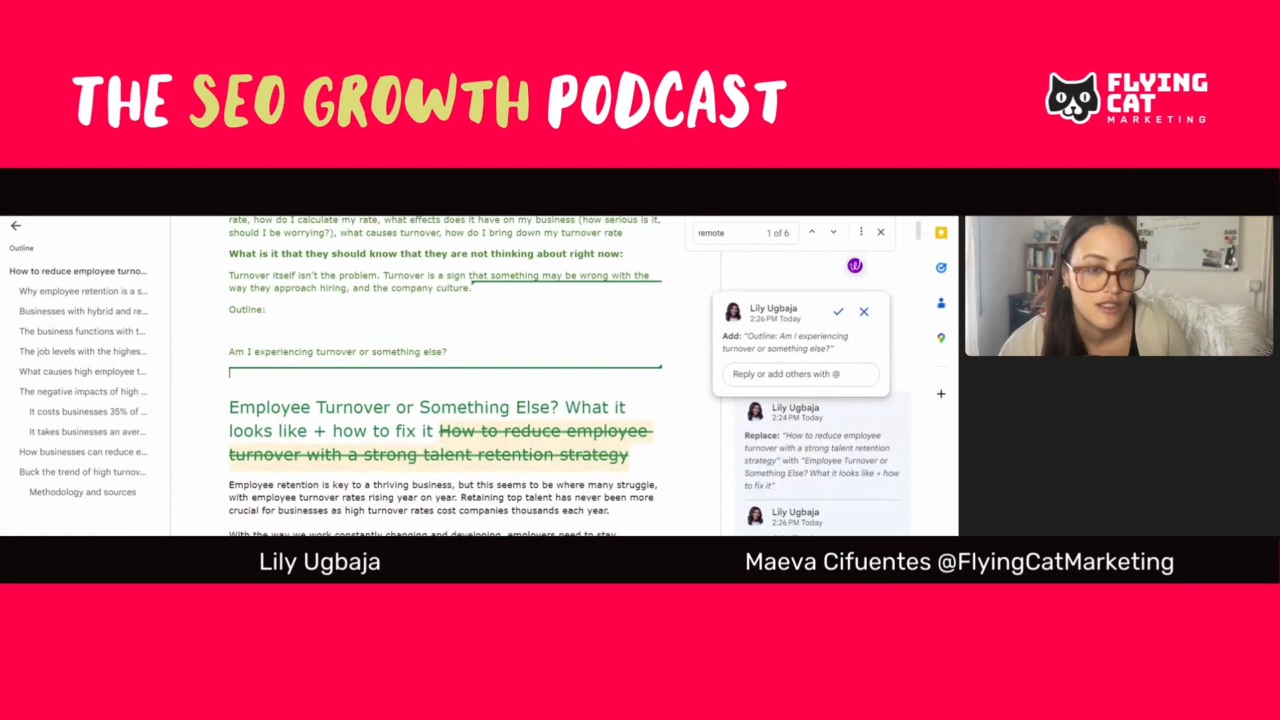 THE SEO GROWTH PODCAST
FLYING
CAT
MARKETING
Outline
How to reduce employee turno...
Why employee retention is a s...
Businesses with hybrid and re...
The business functions with t...
The job levels with the highes...
What causes high employee t...
The negative impacts of high ...
It costs businesses 35% of ...
It takes businesses an aver...
How businesses can reduce e...
Buck the trend of high turnov...
Methodology and sources
rate, how do I calculate my rate, what effects does it have on my business (how serious is it,
should I be worrying?), what causes turnover, how do I bring down my turnover rate
What is it that they should know that they are not thinking about right now:
Turnover itself isn't the problem. Turnover is a sign that something may be wrong with the
way they approach hiring, and the company culture.
Outline:
Am I experiencing turnover or something else?
Employee Turnover or Something Else? What it
looks like + how to fix it How to reduce employee
turnover with a strong talent retention strategy
Employee retention is key to a thriving business, but this seems to be where many struggle,
with employee turnover rates rising year on year. Retaining top talent has never been more
crucial for businesses as high turnover rates cost companies thousands each year.
With the way we work constantly changing and developing, employers need to stay
remote
1 of 6
Lily Ugbaja
2:26 PM Today
Add: "Outline: Am I experiencing
turnover or something else?"
Reply or add others with @
Lily Ugbaja
2:24 PM Today
Replace: "How to reduce employee
turnover with a strong talent retention
strategy" with "Employee Turnover or
Something Else? What it looks like + how
to fix it"
Lily Ugbaja
2:26 PM Today
Lily Ugbaja
Maeva Cifuentes @FlyingCatMarketing